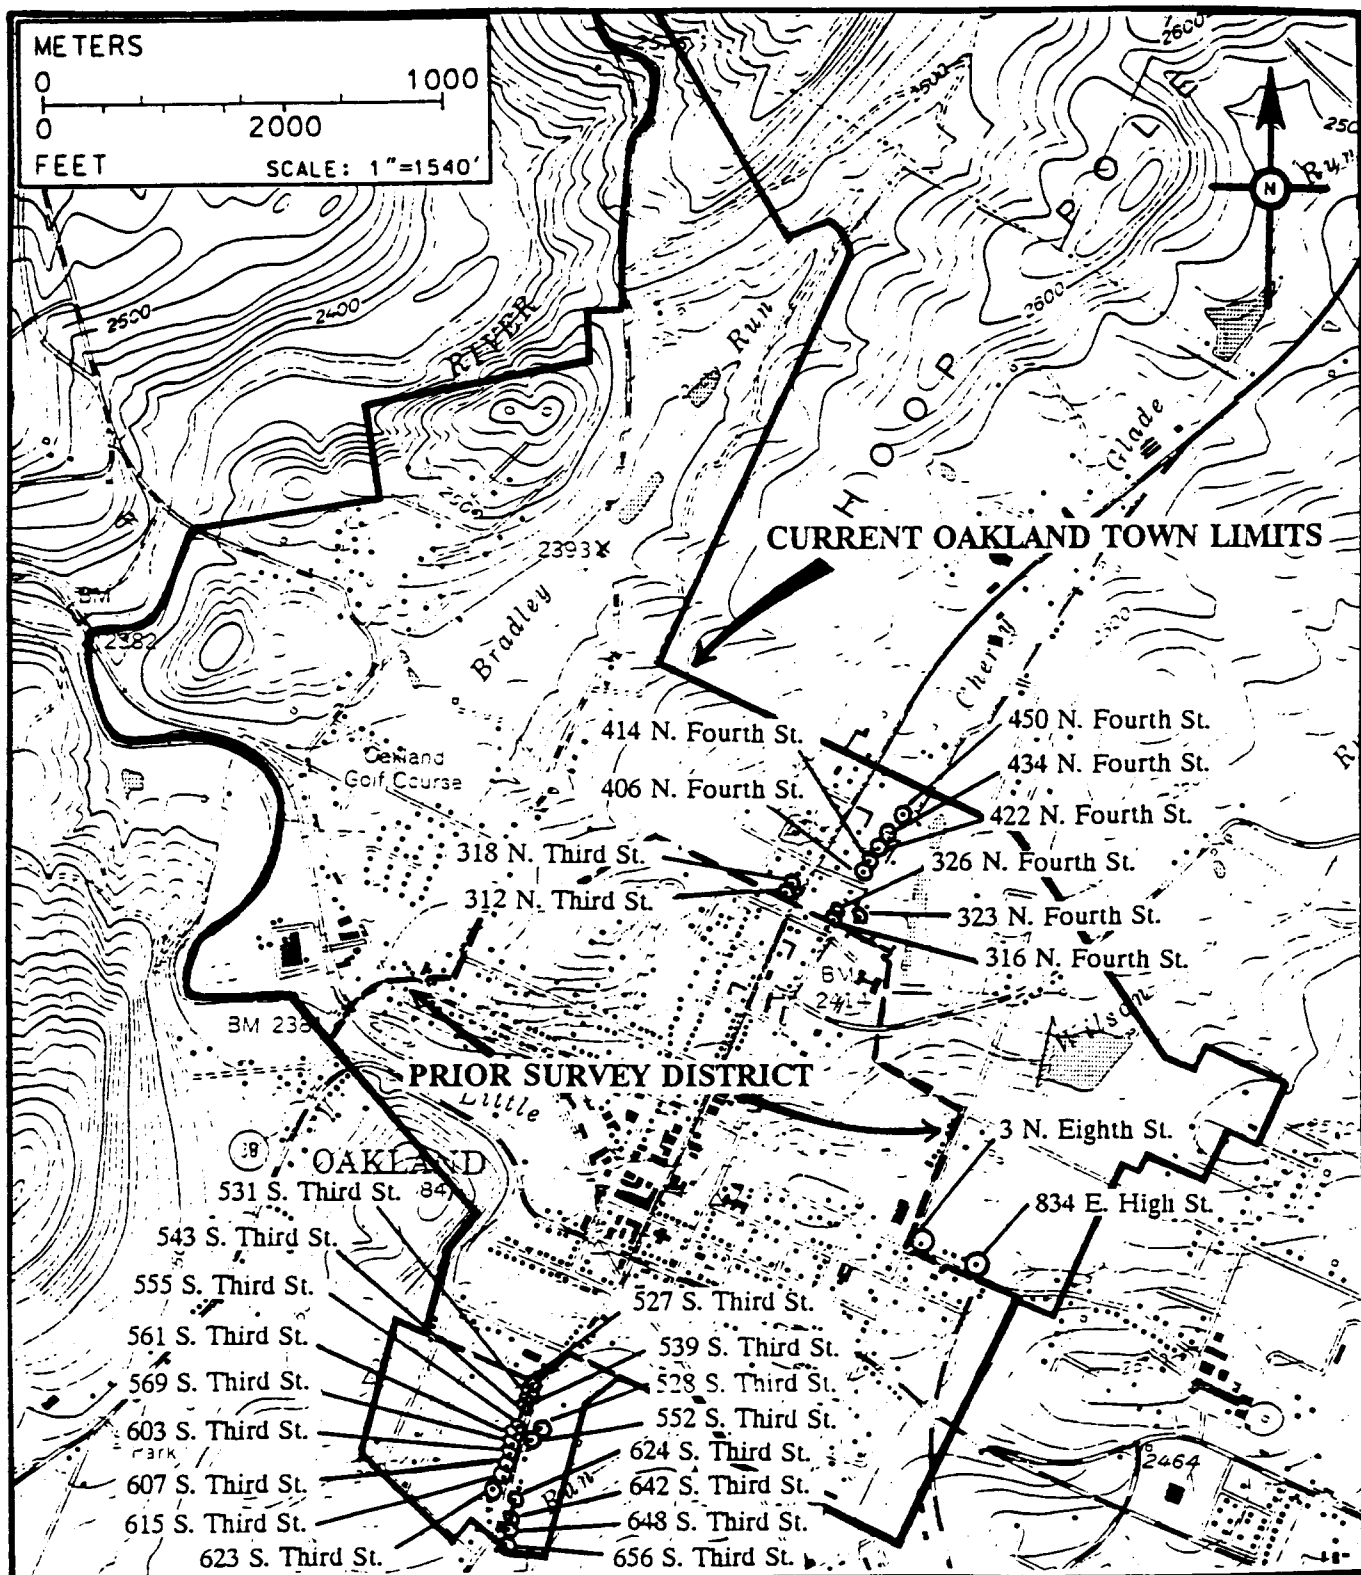 METERS
0 1000
0 2000
FEET SCALE: 1"=1540'
2600
2500
N
Run
POLE
2600
2500
2400
RIVER
Run
HOOP
Glade
2393 X
CURRENT OAKLAND TOWN LIMITS
BM
2382
Bradley
Cherry
Oakland
Golf Course
414 N. Fourth St.
450 N. Fourth St.
434 N. Fourth St.
406 N. Fourth St.
422 N. Fourth St.
318 N. Third St.
326 N. Fourth St.
312 N. Third St.
323 N. Fourth St.
316 N. Fourth St.
BM
BM 238
Wilson
PRIOR SURVEY DISTRICT
Little
3 N. Eighth St.
OAKLAND
531 S. Third St.
834 E. High St.
543 S. Third St.
555 S. Third St.
527 S. Third St.
561 S. Third St.
539 S. Third St.
569 S. Third St.
528 S. Third St.
603 S. Third St.
552 S. Third St.
Park
624 S. Third St.
2464
607 S. Third St.
642 S. Third St.
Run
615 S. Third St.
648 S. Third St.
623 S. Third St.
656 S. Third St.